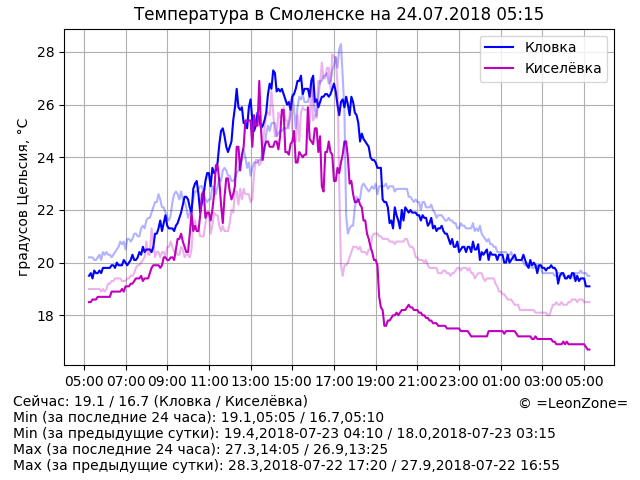 Температура в Смоленске на 24.07.2018 05:15
Кловка
Киселёвка
градусов Цельсия, °C
28
26
24
22
20
18
05:00 07:00 09:00 11:00 13:00 15:00 17:00 19:00 21:00 23:00 01:00 03:00 05:00
Сейчас: 19.1 / 16.7 (Кловка / Киселёвка)
© =LeonZone=
Min (за последние 24 часа): 19.1,05:05 / 16.7,05:10
Min (за предыдущие сутки): 19.4,2018-07-23 04:10 / 18.0,2018-07-23 03:15
Max (за последние 24 часа): 27.3,14:05 / 26.9,13:25
Max (за предыдущие сутки): 28.3,2018-07-22 17:20 / 27.9,2018-07-22 16:55